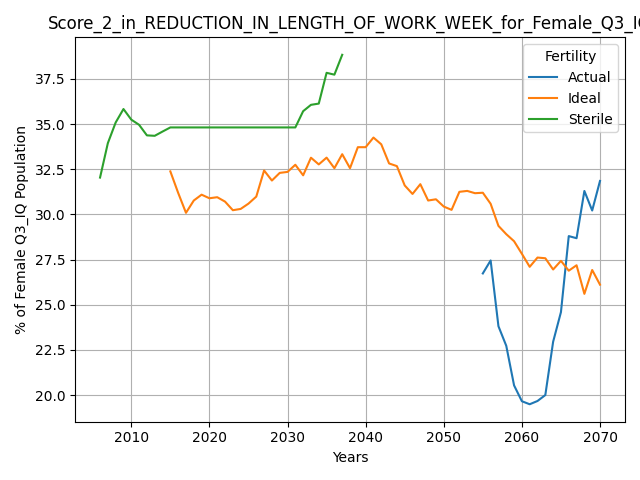 Score_2_in_REDUCTION_IN_LENGTH_OF_WORK_WEEK_for_Female_Q3_IQ
Fertility
Actual
Ideal
Sterile
% of Female Q3_IQ Population
37.5
35.0
32.5
30.0
27.5
25.0
22.5
20.0
2010
2020
2030
2040
2050
2060
2070
Years